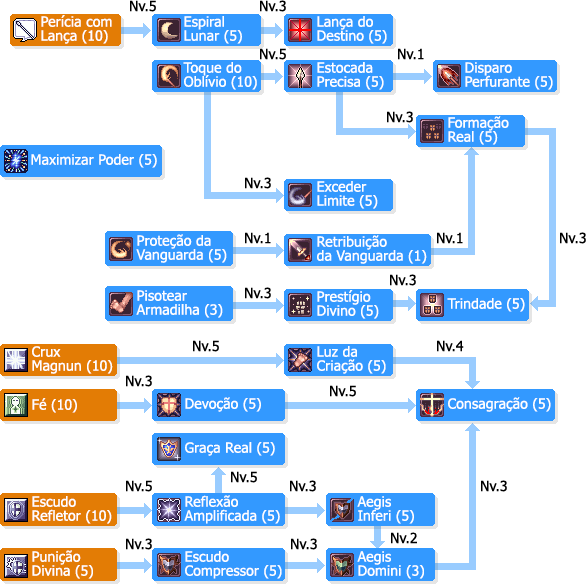 Nv.5
Nv.3
Perícia com
Lança (10)
Espiral
Lunar (5)
Lança do
Destino (5)
Nv.5
Nv.1
Toque do
Oblívio (10)
Estocada
Precisa (5)
Disparo
Perfurante (5)
Nv.3
Formação
Real (5)
Maximizar Poder (5)
Nv.3
Exceder
Limite (5)
Nv.3
Proteção da
Vanguarda (5)
Nv.1
Retribuição
da Vanguarda (1)
Nv.1
Nv.3
Pisotear
Armadilha (3)
Nv.3
Prestígio
Divino (5)
Trindade (5)
Crux
Magnun (10)
Nv.5
Luz da
Criação (5)
Nv.4
Nv.3
Fé (10)
Devoção (5)
Nv.5
Consagração (5)
Graça Real (5)
Nv.5
Nv.5
Nv.3
Nv.3
Escudo
Refletor (10)
Reflexão
Amplificada (5)
Aegis
Inferi (5)
Nv.2
Nv.3
Nv.3
Punição
Divina (5)
Escudo
Compressor (5)
Aegis
Domini (3)